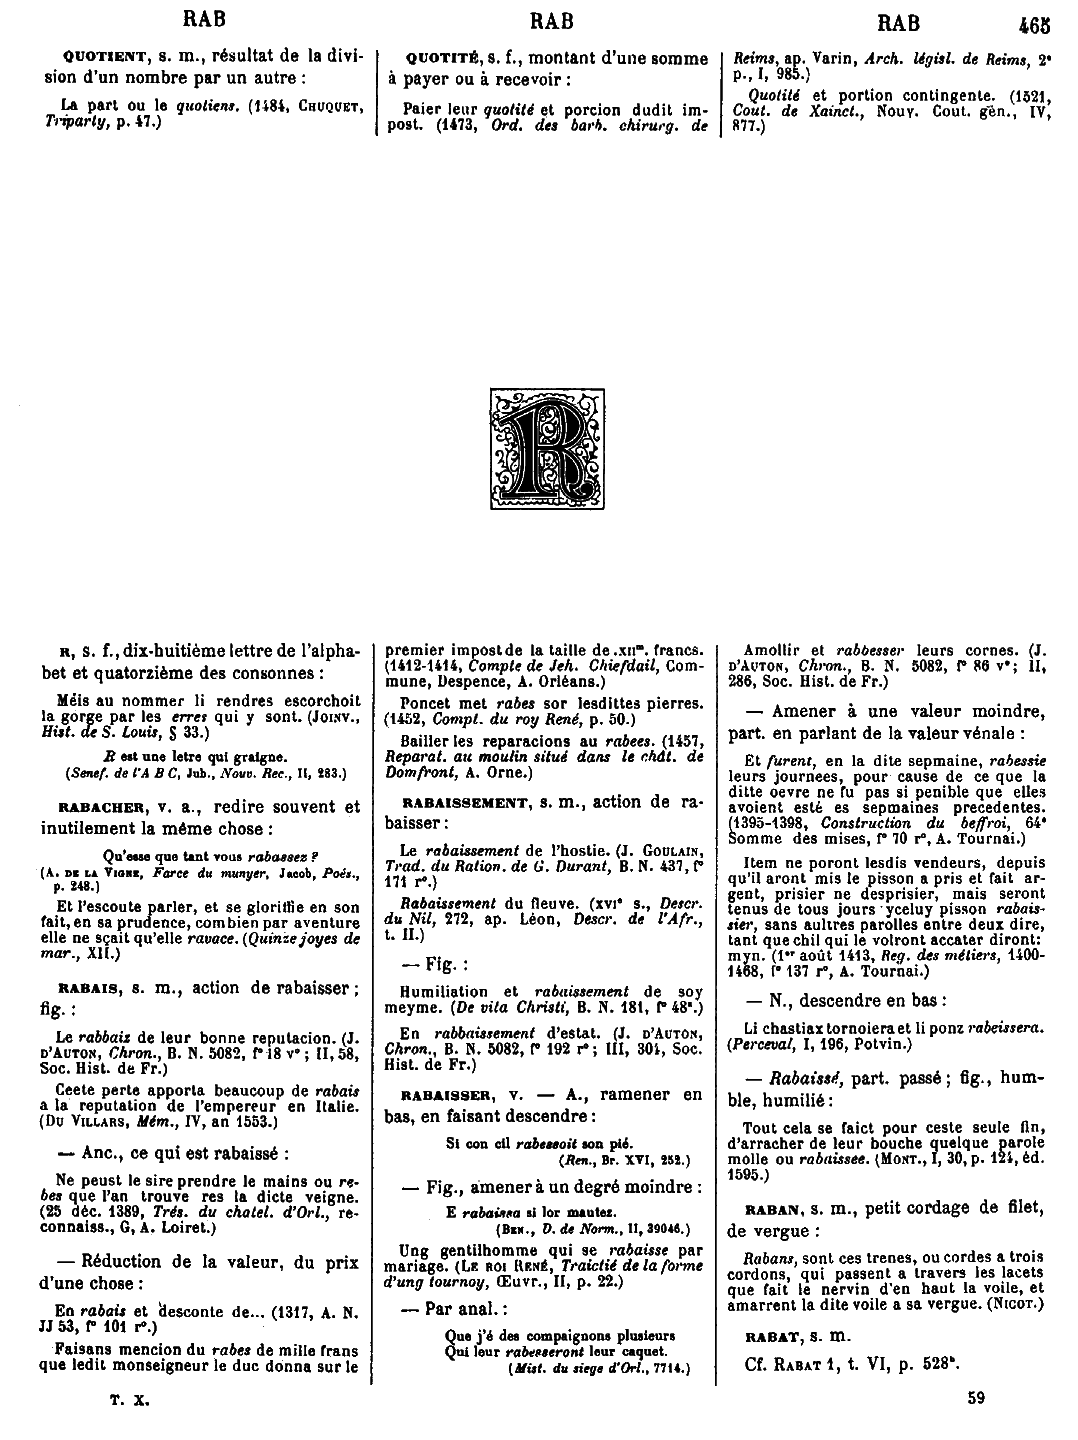 RAB
RAB
RAB
465
QUOTIENT, s. m., résultat de la divi-
sion d'un nombre par un autre :
La part ou le quotiens. (1484, CHUQUET,
Triparty, p. 47.)
QUOTITÉ, s. f., montant d'une somme
à payer ou à recevoir :
Paier leur quotité et porcion dudit im-
post. (1473, Ord. des barb. chirurg. de
Reims, ap. Varin, Arch. législ. de Reims, 2e
p., I, 985.)
Quotité et portion contingente. (1521,
Cout. de Xainct., Nouv. Cout. gén., IV,
877.)
R
R, s. f., dix-huitième lettre de l'alpha-
bet et quatorzième des consonnes :
Méis au nommer li rendres escorchoit
la gorge par les erres qui y sont. (JOINV.,
Hist. de S. Louis, § 33.)
R est une letre qui graigne.
(Senef. de l'A B C, Jub., Nouv. Rec., II, 283.)
RABACHER, v. a., redire souvent et
inutilement la même chose :
Qu'esse que tant vous rabassez ?
(A. DE LA VIGNE, Farce du munyer, Jacob, Poés.,
p. 248.)
Et l'escoute parler, et se gloriffie en son
fait, en sa prudence, combien par aventure
elle ne sçait qu'elle ravace. (Quinze joyes de
mar., XII.)
RABAIS, s. m., action de rabaisser ;
fig. :
Le rabbaiz de leur bonne reputacion. (J.
D'AUTON, Chron., B. N. 5082, f° 18 v° ; II, 58,
Soc. Hist. de Fr.)
Ceete perte apporta beaucoup de rabais
a la reputation de l'empereur en Italie.
(DU VILLARS, Mém., IV, an 1553.)
— Anc., ce qui est rabaissé :
Ne peust le sire prendre le mains ou re-
bes que l'an trouve res la dicte veigne.
(25 déc. 1389, Trés. du chatel. d'Orl., re-
connaiss., G, A. Loiret.)
— Réduction de la valeur, du prix
d'une chose :
En rabais et desconte de... (1317, A. N.
JJ 53, f° 101 r°.)
Faisans mencion du rabes de mille frans
que ledit monseigneur le duc donna sur le
premier impost de la taille de .xiim. francs.
(1412-1414, Compte de Jeh. Chiefdail, Com-
mune, Despence, A. Orléans.)
Poncet met rabes sor lesdittes pierres.
(1452, Compt. du roy René, p. 50.)
Bailler les reparacions au rabees. (1457,
Reparat. au moulin situé dans le chât. de
Domfront, A. Orne.)
RABAISSEMENT, s. m., action de ra-
baisser :
Le rabaissement de l'hostie. (J. GOULAIN,
Trad. du Ration. de G. Durant, B. N. 437, f°
171 r°.)
Rabaissement du fleuve. (XVIe s., Descr.
du Nil, 272, ap. Léon, Descr. de l'Afr.,
t. II.)
— Fig. :
Humiliation et rabaissement de soy
meyme. (De vita Christi, B. N. 181, f° 48a.)
En rabbaissement d'estat. (J. D'AUTON,
Chron., B. N. 5082, f° 192 r° ; III, 304, Soc.
Hist. de Fr.)
RABAISSER, v. — A., ramener en
bas, en faisant descendre :
Si con cil rabessoit son pié.
(Ren., Br. XVI, 252.)
— Fig., amener à un degré moindre :
E rabaissa si lor mautez.
(BEN., D. de Norm., II, 39046.)
Ung gentilhomme qui se rabaisse par
mariage. (LE ROI RENÉ, Traictié de la forme
d'ung tournoy, Œuvr., II, p. 22.)
— Par anal. :
Que j'é des compaignons plusieurs
Qui leur rabesseront leur caquet.
(Mist. du siege d'Orl., 7714.)
Amollir et rabbesser leurs cornes. (J.
D'AUTON, Chron., B. N. 5082, f° 86 v° ; II,
286, Soc. Hist. de Fr.)
— Amener à une valeur moindre,
part. en parlant de la valeur vénale :
Et furent, en la dite sepmaine, rabessie
leurs journees, pour cause de ce que la
ditte oevre ne fu pas si penible que elles
avoient esté es sepmaines precedentes.
(1395-1398, Construction du beffroi, 64e
Somme des mises, f° 70 r°, A. Tournai.)
Item ne poront lesdis vendeurs, depuis
qu'il aront mis le pisson a pris et fait ar-
gent, prisier ne desprisier, mais seront
tenus de tous jours yceluy pisson rabais-
sier, sans aultres parolles entre deux dire,
tant que chil qui le volront accater diront:
myn. (1er août 1413, Reg. des métiers, 1400-
1468, f° 137 r°, A. Tournai.)
— N., descendre en bas :
Li chastiax tornoiera et li ponz rabeissera.
(Perceval, I, 196, Potvin.)
— Rabaissé, part. passé ; fig., hum-
ble, humilié :
Tout cela se faict pour ceste seule fin,
d'arracher de leur bouche quelque parole
molle ou rabaissee. (MONT., I, 30, p. 124, éd.
1595.)
RABAN, s. m., petit cordage de filet,
de vergue :
Rabans, sont ces trenes, ou cordes a trois
cordons, qui passent a travers les lacets
que fait le nervin d'en haut la voile, et
amarrent la dite voile a sa vergue. (NICOT.)
RABAT, s. m.
Cf. RABAT 1, t. VI, p. 528b.
T. X.
59